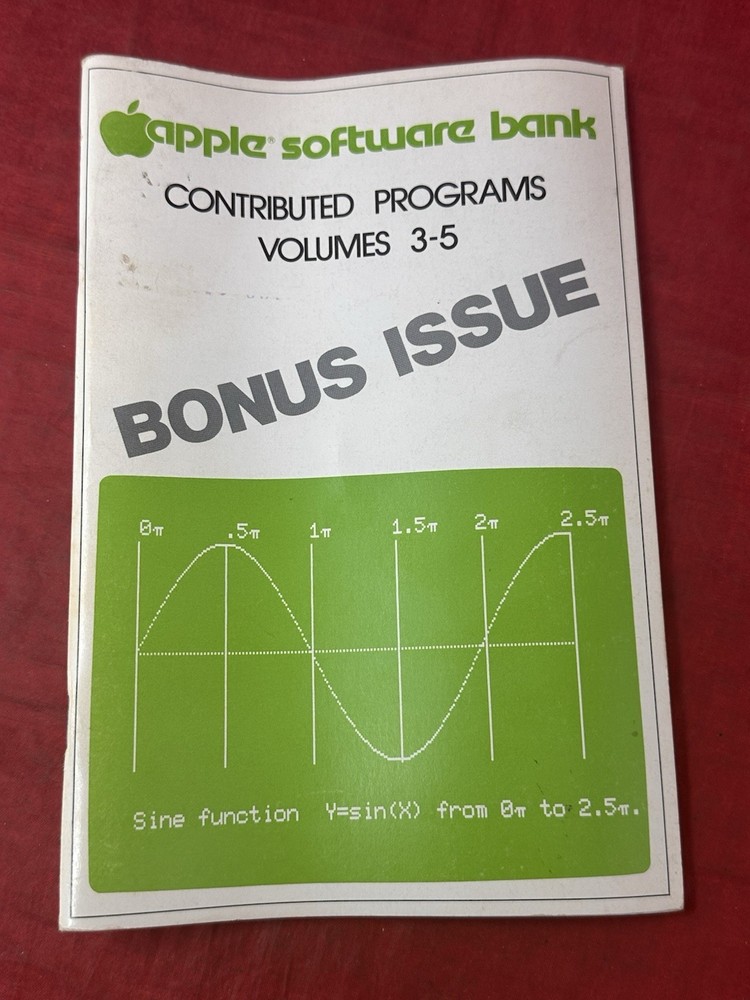 apple® software bank
CONTRIBUTED PROGRAMS
VOLUMES 3-5
BONUS ISSUE
0π .5π 1π 1.5π 2π 2.5π
Sine function Y=sin(X) from 0π to 2.5π.